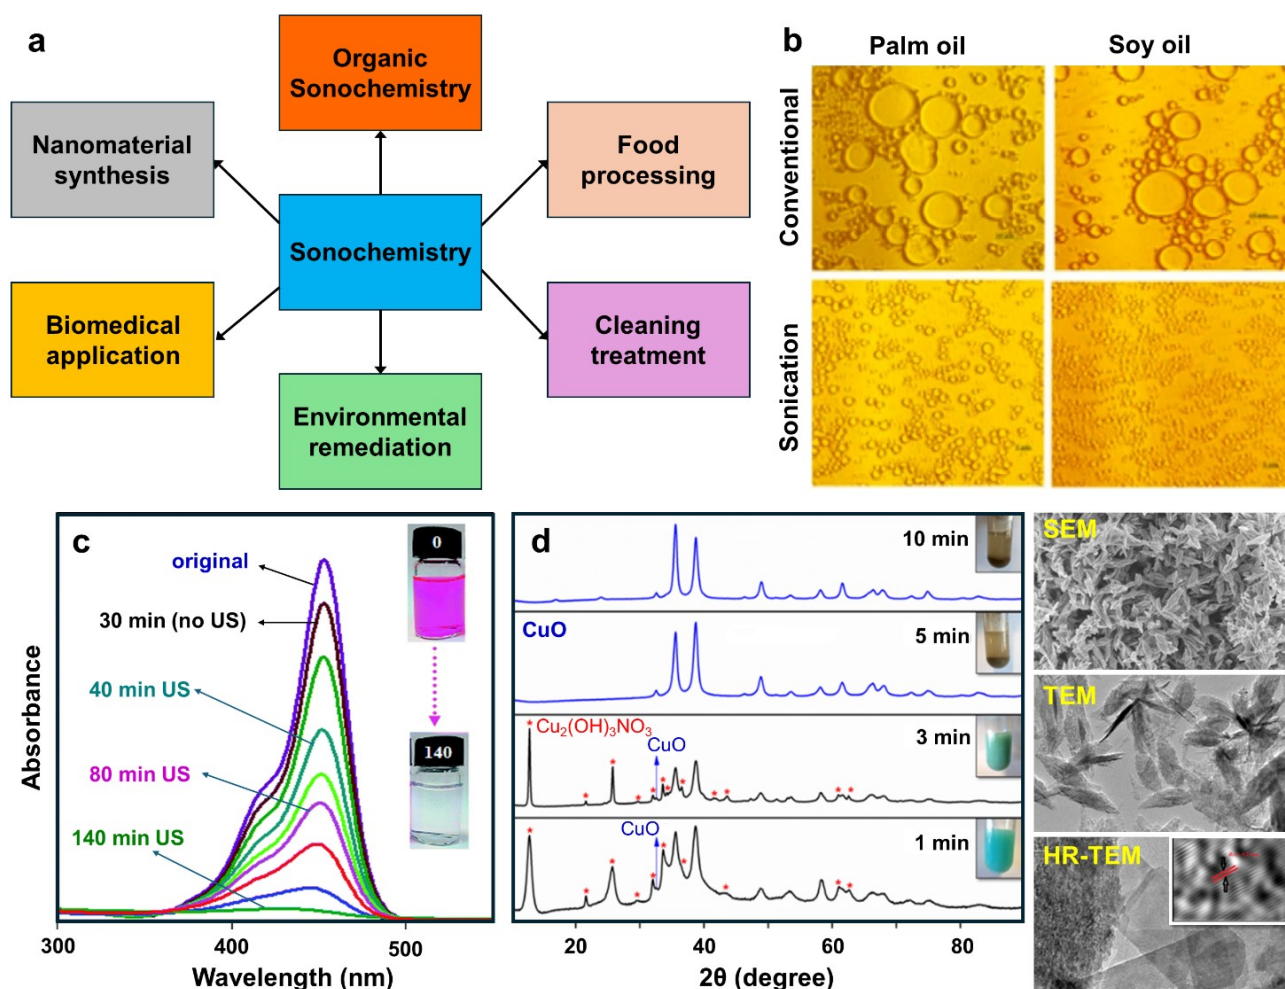 a
Organic
Sonochemistry
Nanomaterial
synthesis
Food
processing
Sonochemistry
Biomedical
application
Cleaning
treatment
Environmental
remediation
b
Palm oil
Soy oil
Conventional
Sonication
c
original
30 min (no US)
40 min US
80 min US
140 min US
0
140
Absorbance
300
400
500
Wavelength (nm)
d
10 min
CuO
5 min
* Cu₂(OH)₃NO₃
CuO
3 min
CuO
1 min
20
40
60
80
2θ (degree)
SEM
TEM
HR-TEM